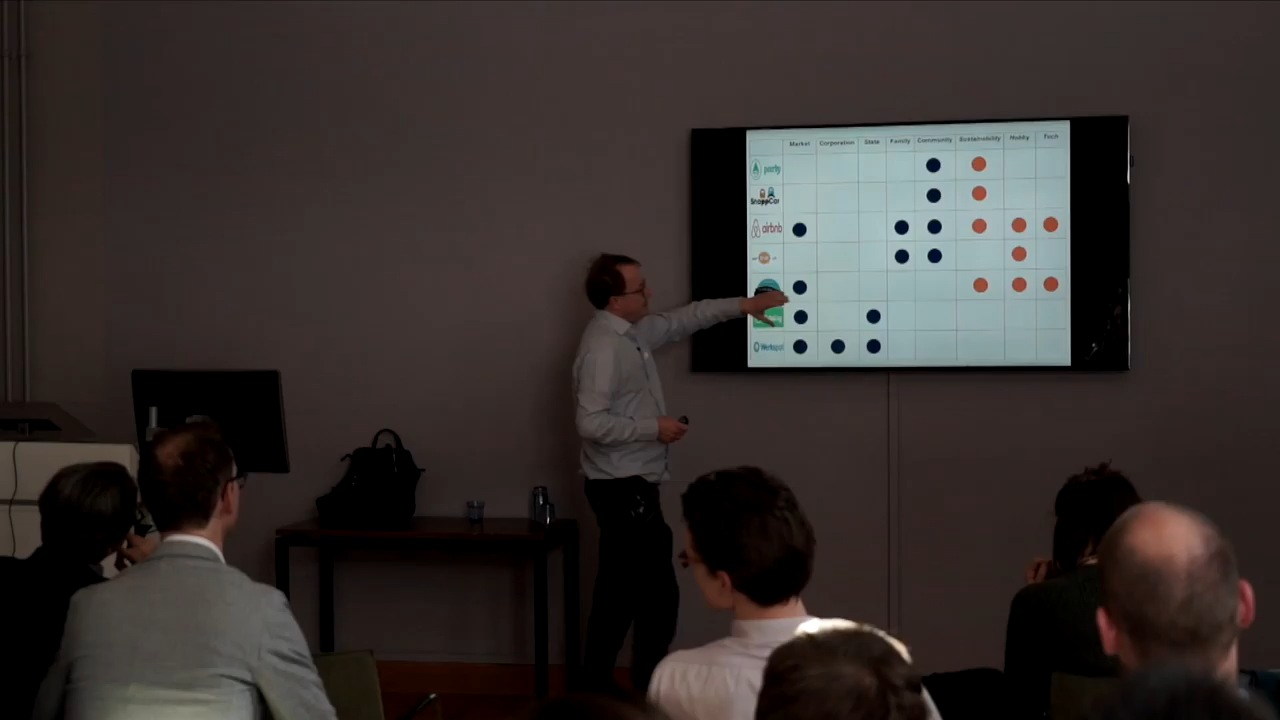 Market Corporation State Family Community Sustainability Hobby Tech
peerby
SnappCar
airbnb
Werkspot